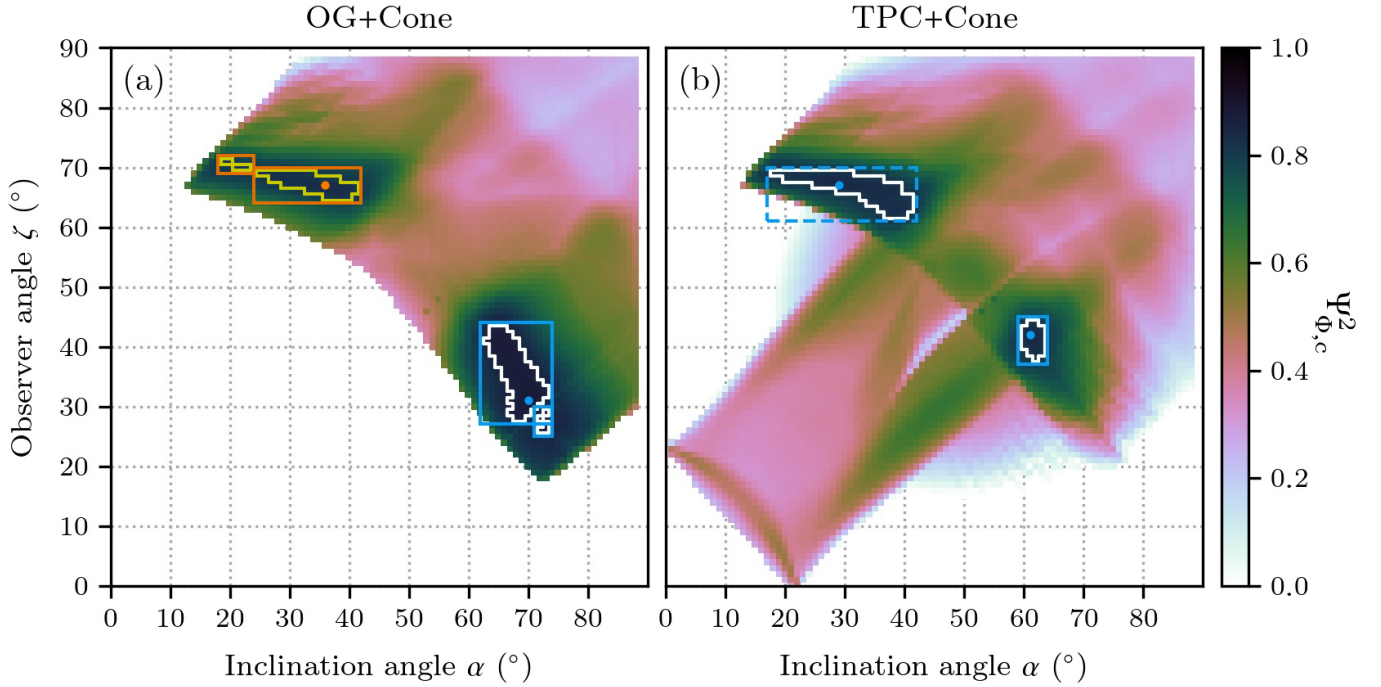 OG+Cone
TPC+Cone
(a)
(b)
90
80
70
60
50
40
30
20
10
0
Observer angle ζ (°)
0 10 20 30 40 50 60 70 80
0 10 20 30 40 50 60 70 80
Inclination angle α (°)
Inclination angle α (°)
1.0
0.8
0.6
0.4
0.2
0.0
Ψ²Φ,c